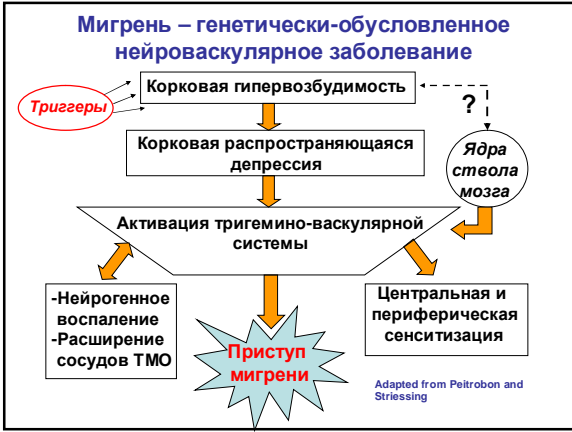 Мигрень – генетически-обусловленное
нейроваскулярное заболевание
Корковая гипервозбудимость
Триггеры
?
Корковая распространяющаяся
депрессия
Ядра
ствола
мозга
Активация тригемино-васкулярной
системы
-Нейрогенное
воспаление
-Расширение
сосудов ТМО
Приступ
мигрени
Центральная и
периферическая
сенситизация
Adapted from Peitrobon and
Striessing